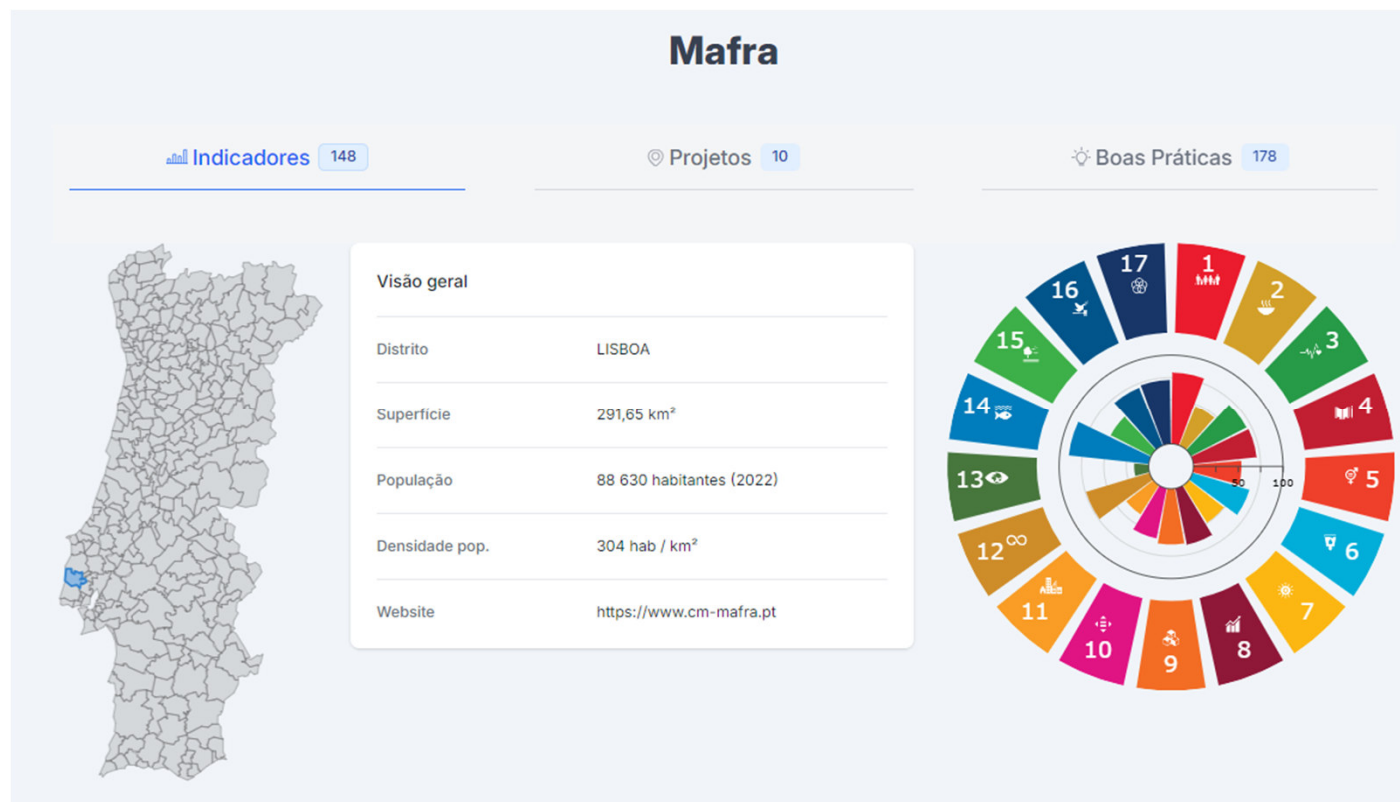 Mafra
Indicadores 148
Projetos 10
Boas Práticas 178
Visão geral
Distrito LISBOA
Superfície 291,65 km²
População 88 630 habitantes (2022)
Densidade pop. 304 hab / km²
Website https://www.cm-mafra.pt
1
2
3
4
5
6
7
8
9
10
11
12
13
14
15
16
17
50 100